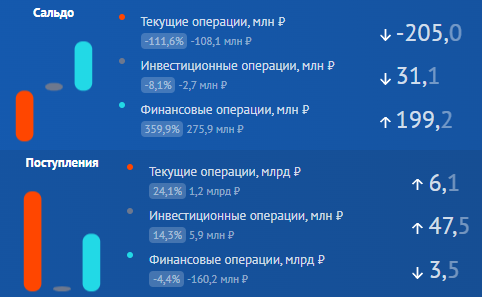 Сальдо
Текущие операции, млн ₽
-111,6% -108,1 млн ₽
↓ -205,0
Инвестиционные операции, млн ₽
-8,1% -2,7 млн ₽
↓ 31,1
Финансовые операции, млн ₽
359,9% 275,9 млн ₽
↑ 199,2
Поступления
Текущие операции, млрд ₽
24,1% 1,2 млрд ₽
↑ 6,1
Инвестиционные операции, млн ₽
14,3% 5,9 млн ₽
↑ 47,5
Финансовые операции, млрд ₽
-4,4% -160,2 млн ₽
↓ 3,5